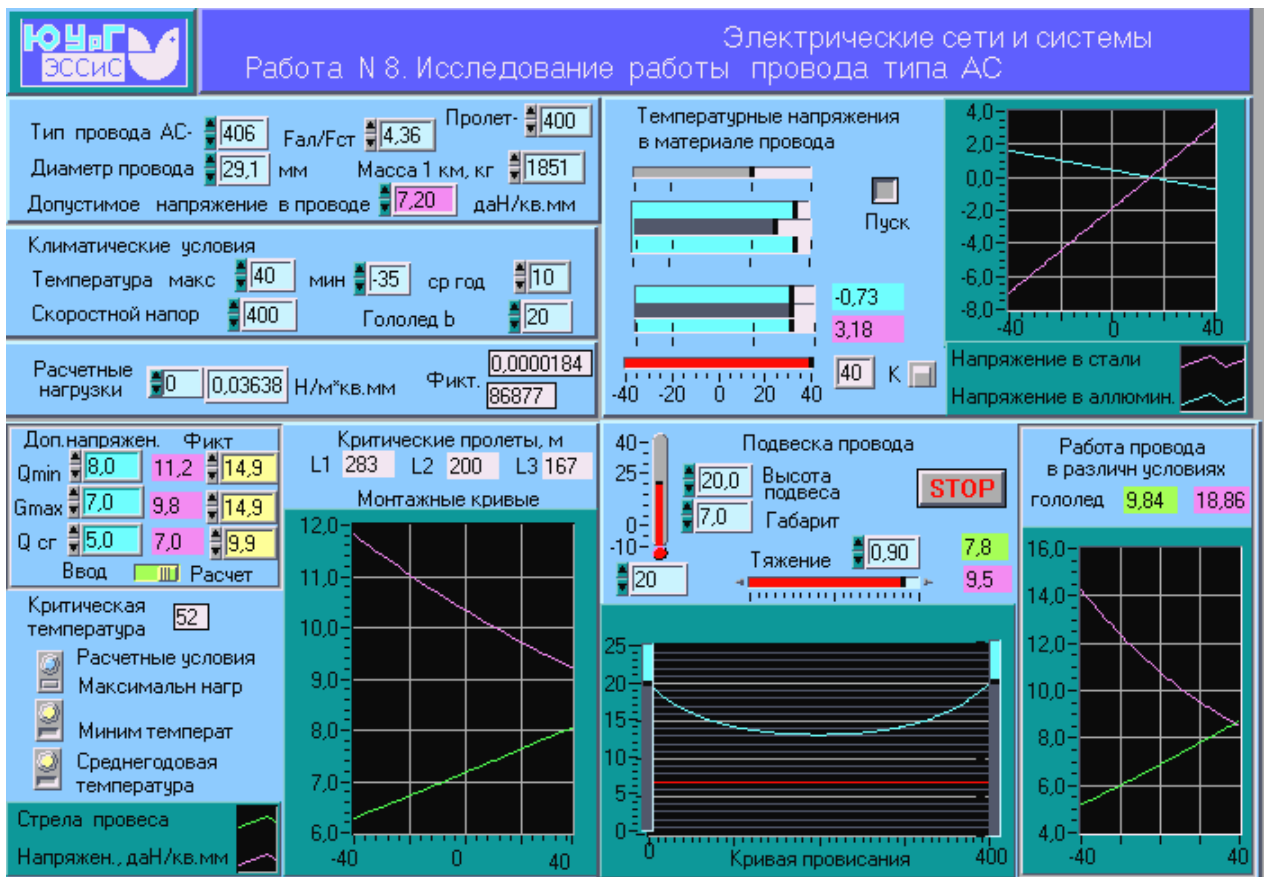 ЮУрГ
ЭССиС
Электрические сети и системы
Работа N 8. Исследование работы провода типа АС
Тип провода АС- 406 Fал/Fст 4,36 Пролет- 400
Диаметр провода 29,1 мм Масса 1 км, кг 1851
Допустимое напряжение в проводе 7,20 даН/кв.мм
Климатические условия
Температура макс 40 мин -35 ср год 10
Скоростной напор 400 Гололед b 20
Расчетные
нагрузки 0 0,03638 Н/м*кв.мм Фикт. 0,0000184
86877
Температурные напряжения
в материале провода
Пуск
-0,73
3,18
-40 -20 0 20 40
40 К
4,0
2,0
0,0
-2,0
-4,0
-6,0
-8,0
-40 0 40
Напряжение в стали
Напряжение в аллюмин.
Доп.напряжен. Фикт
Qmin 8,0 11,2 14,9
Gmax 7,0 9,8 14,9
Q сг 5,0 7,0 9,9
Ввод Расчет
Критическая
температура 52
Расчетные условия
Максимальн нагр
Миним температ
Среднегодовая
температура
Стрела провеса
Напряжен., даН/кв.мм
Критические пролеты, м
L1 283 L2 200 L3 167
Монтажные кривые
12,0
11,0
10,0
9,0
8,0
7,0
6,0
-40 0 40
40
25
0
-10
20
Подвеска провода
20,0 Высота
подвеса
STOP
7,0 Габарит
Тяжение 0,90 7,8
9,5
25
20
15
10
5
0
0 Кривая провисания 400
Работа провода
в различн условиях
гололед 9,84 18,86
16,0
14,0
12,0
10,0
8,0
6,0
4,0
-40 40